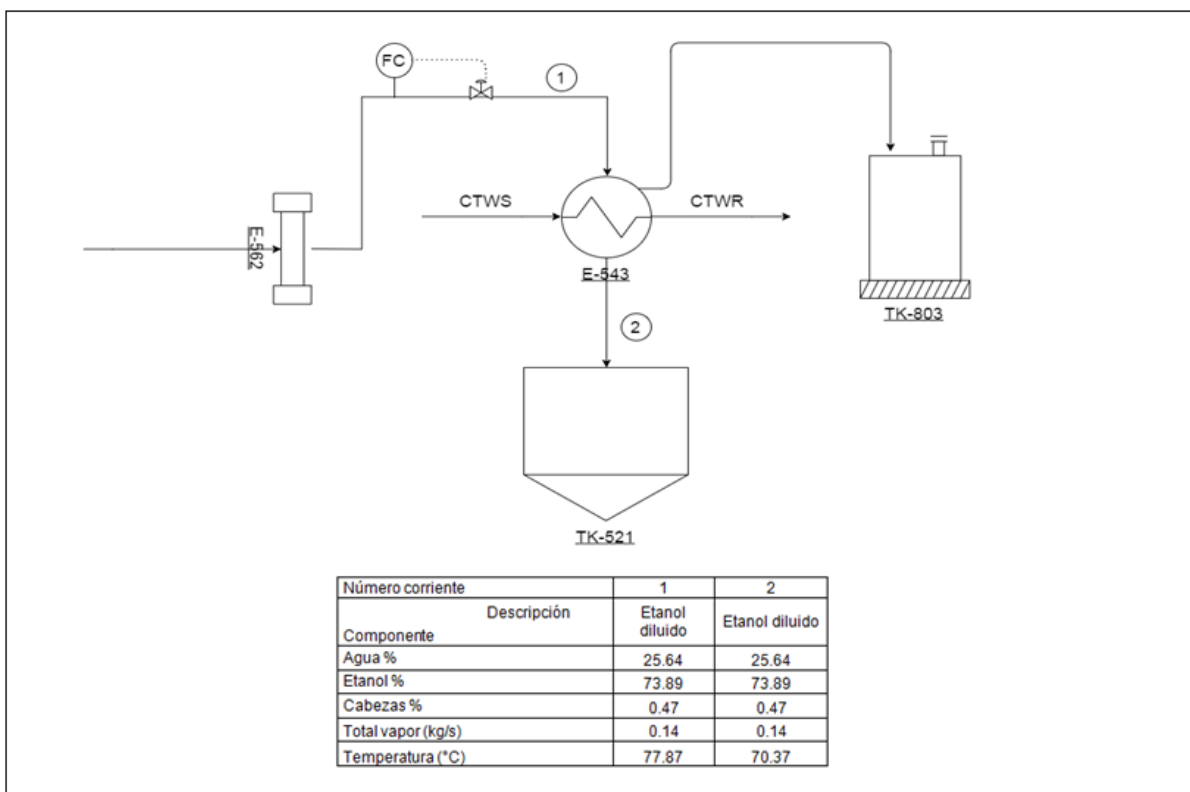 FC
1
CTWS
CTWR
E-562
E-543
TK-803
2
TK-521
Número corriente 1 2
Descripción
Componente
Etanol
diluido
Etanol diluido
Agua % 25.64 25.64
Etanol % 73.89 73.89
Cabezas % 0.47 0.47
Total vapor (kg/s) 0.14 0.14
Temperatura (°C) 77.87 70.37